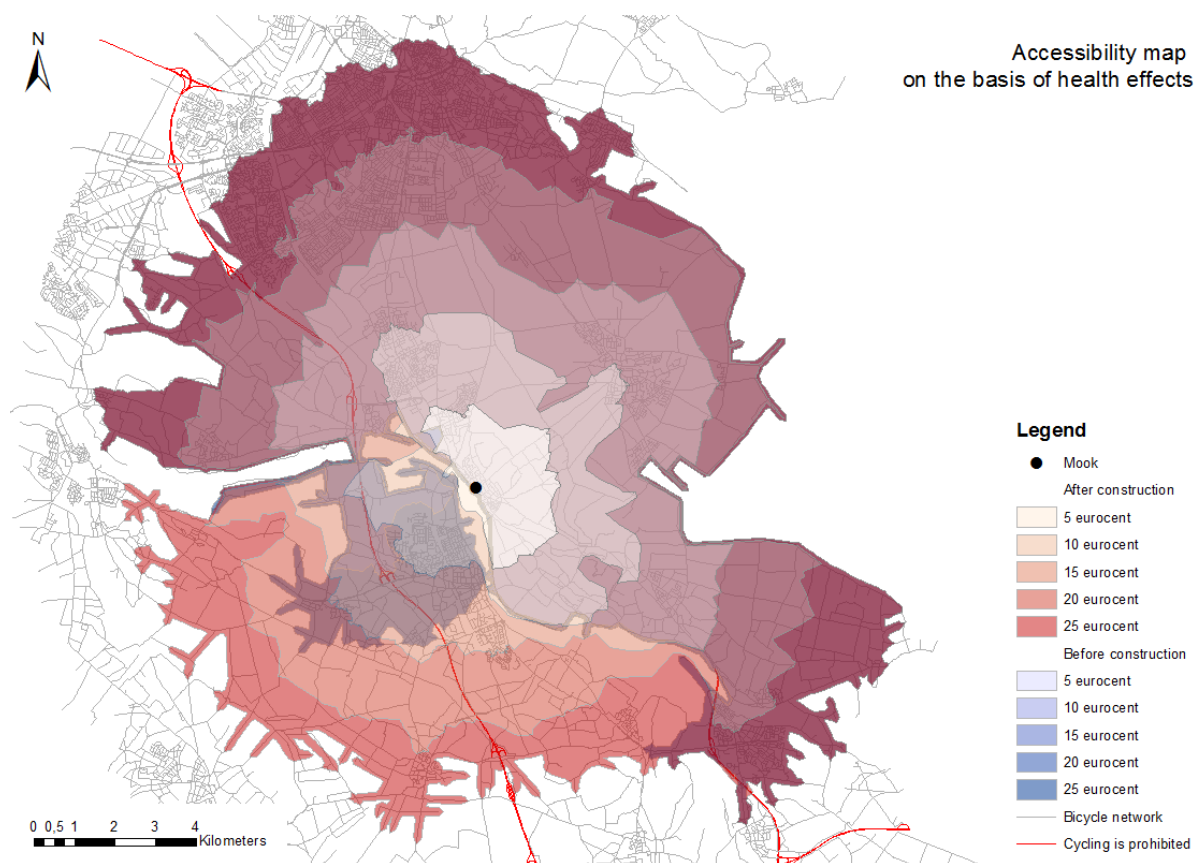 N
Accessibility map
on the basis of health effects
Legend
Mook
After construction
5 eurocent
10 eurocent
15 eurocent
20 eurocent
25 eurocent
Before construction
5 eurocent
10 eurocent
15 eurocent
20 eurocent
25 eurocent
Bicycle network
Cycling is prohibited
0 0,5 1 2 3 4
Kilometers